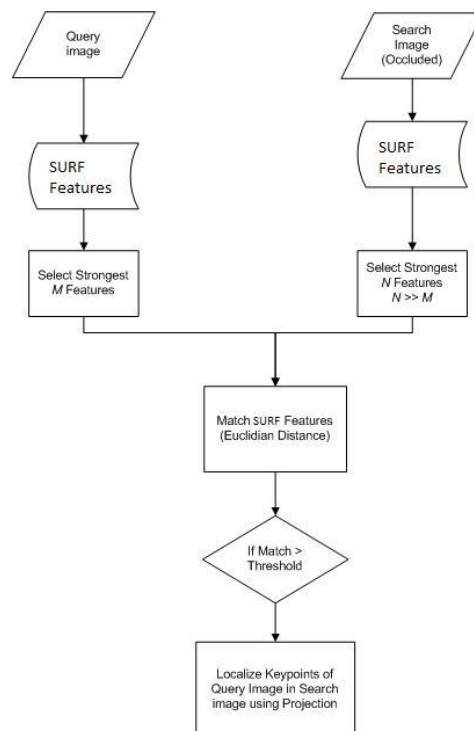 Query
image
Search
Image
(Occluded)
SURF
Features
SURF
Features
Select Strongest
M Features
Select Strongest
N Features
N >> M
Match SURF Features
(Euclidian Distance)
If Match >
Threshold
Localize Keypoints of
Query Image in Search
image using Projection